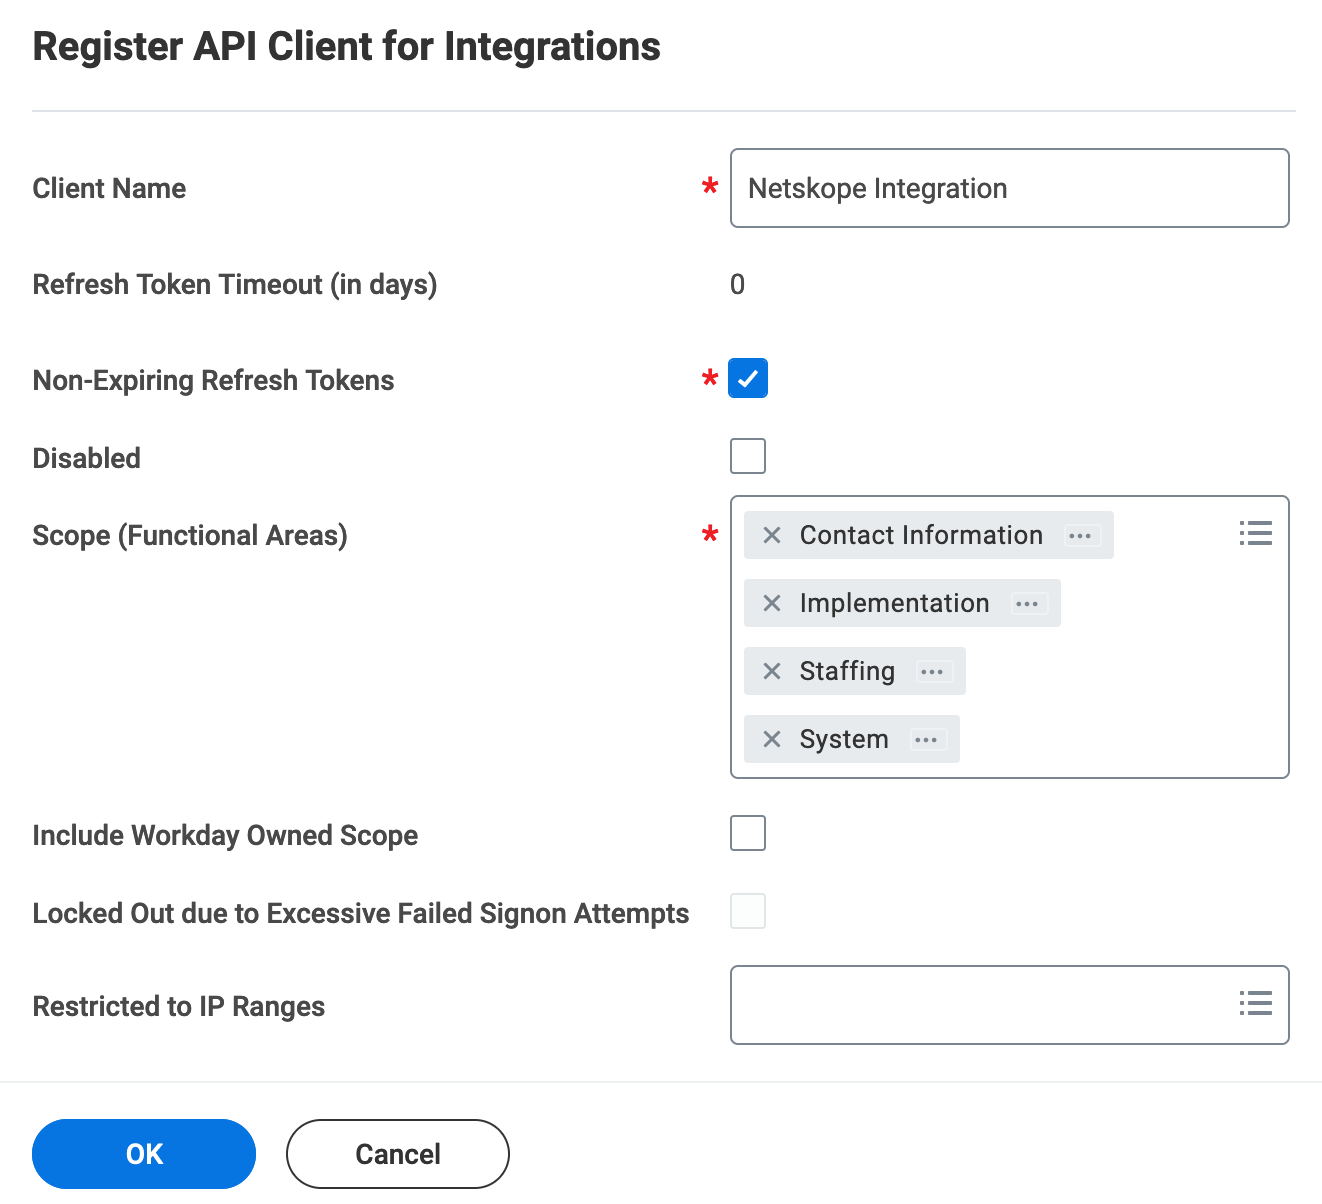 Register API Client for Integrations
Client Name * Netskope Integration
Refresh Token Timeout (in days) 0
Non-Expiring Refresh Tokens *
Disabled
Scope (Functional Areas) * Contact Information
Implementation
Staffing
System
Include Workday Owned Scope
Locked Out due to Excessive Failed Signon Attempts
Restricted to IP Ranges
OK Cancel